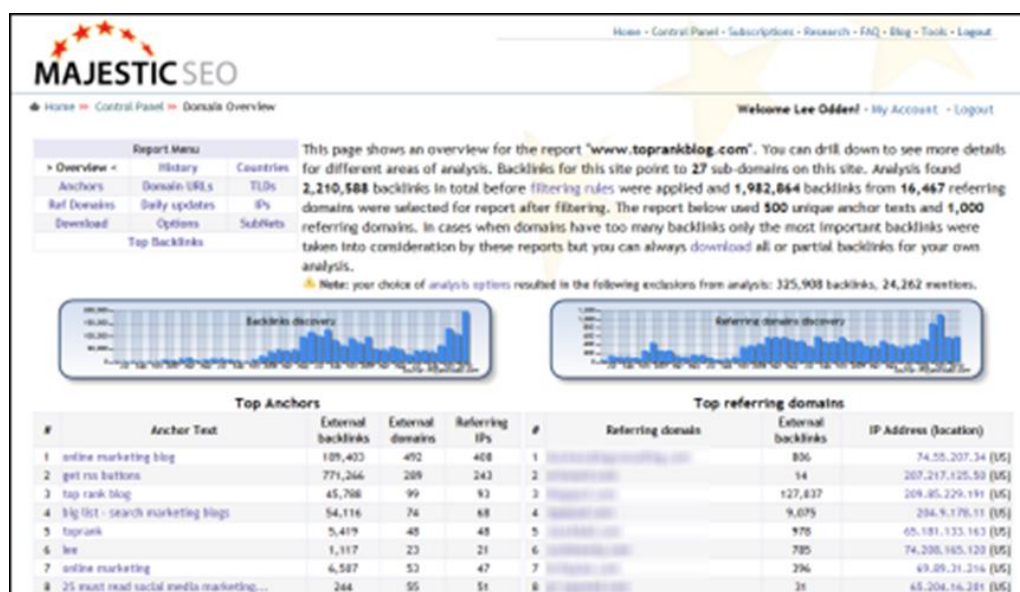 Home - Control Panel - Subscriptions - Research - FAQ - Blog - Tools - Logout
MAJESTIC SEO
Home » Control Panel » Domain Overview
Welcome Lee Odden! - My Account - Logout
Report Menu
> Overview < History Countries
Anchors Domain URLs TLDs
Ref Domains Daily updates IPs
Download Options SubNets
Top Backlinks
This page shows an overview for the report "www.toprankblog.com". You can drill down to see more details
for different areas of analysis. Backlinks for this site point to 27 sub-domains on this site. Analysis found
2,210,588 backlinks in total before filtering rules were applied and 1,982,864 backlinks from 16,467 referring
domains were selected for report after filtering. The report below used 500 unique anchor texts and 1,000
referring domains. In cases when domains have too many backlinks only the most important backlinks were
taken into consideration by these reports but you can always download all or partial backlinks for your own
analysis.
Note: your choice of analysis options resulted in the following exclusions from analysis: 325,908 backlinks, 24,262 mentions.
Backlinks discovery
Referring domains discovery
Top Anchors
# Anchor Text External backlinks External domains Referring IPs
1 online marketing blog 109,403 492 408
2 get rss buttons 771,266 289 243
3 top rank blog 45,788 99 93
4 big list - search marketing blogs 54,116 74 68
5 toprank 5,419 48 48
6 lee 1,117 23 21
7 online marketing 6,587 53 47
8 25 must read social media marketing... 244 55 51
Top referring domains
# Referring domain External backlinks IP Address (location)
1 806 74.55.207.34 (US)
2 14 207.217.125.50 (US)
3 127,837 209.85.229.191 (US)
4 9,075 204.9.178.11 (US)
5 978 65.181.133.163 (US)
6 785 74.208.165.120 (US)
7 396 69.89.31.216 (US)
8 31 65.204.16.201 (US)